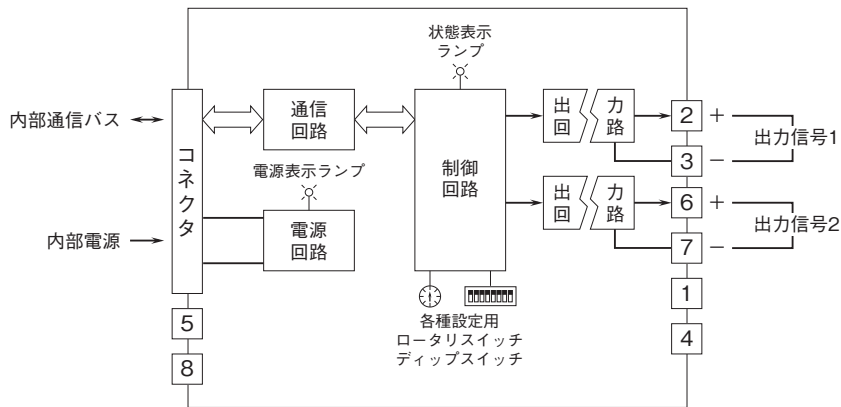 状態表示
ランプ
内部通信バス
コネクタ
通信
回路
制御
回路
出
回
力
路
2
+
3
−
出力信号1
電源表示ランプ
電源
回路
内部電源
出
回
力
路
6
+
7
−
出力信号2
1
4
5
8
各種設定用
ロータリスイッチ
ディップスイッチ